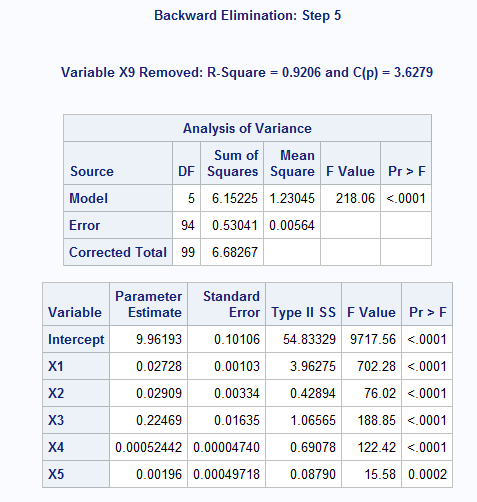 Backward Elimination: Step 5
Variable X9 Removed: R-Square = 0.9206 and C(p) = 3.6279
Analysis of Variance
Source DF Sum of Squares Mean Square F Value Pr > F
Model 5 6.15225 1.23045 218.06 <.0001
Error 94 0.53041 0.00564
Corrected Total 99 6.68267
Variable Parameter Estimate Standard Error Type II SS F Value Pr > F
Intercept 9.96193 0.10106 54.83329 9717.56 <.0001
X1 0.02728 0.00103 3.96275 702.28 <.0001
X2 0.02909 0.00334 0.42894 76.02 <.0001
X3 0.22469 0.01635 1.06565 188.85 <.0001
X4 0.00052442 0.00004740 0.69078 122.42 <.0001
X5 0.00196 0.00049718 0.08790 15.58 0.0002